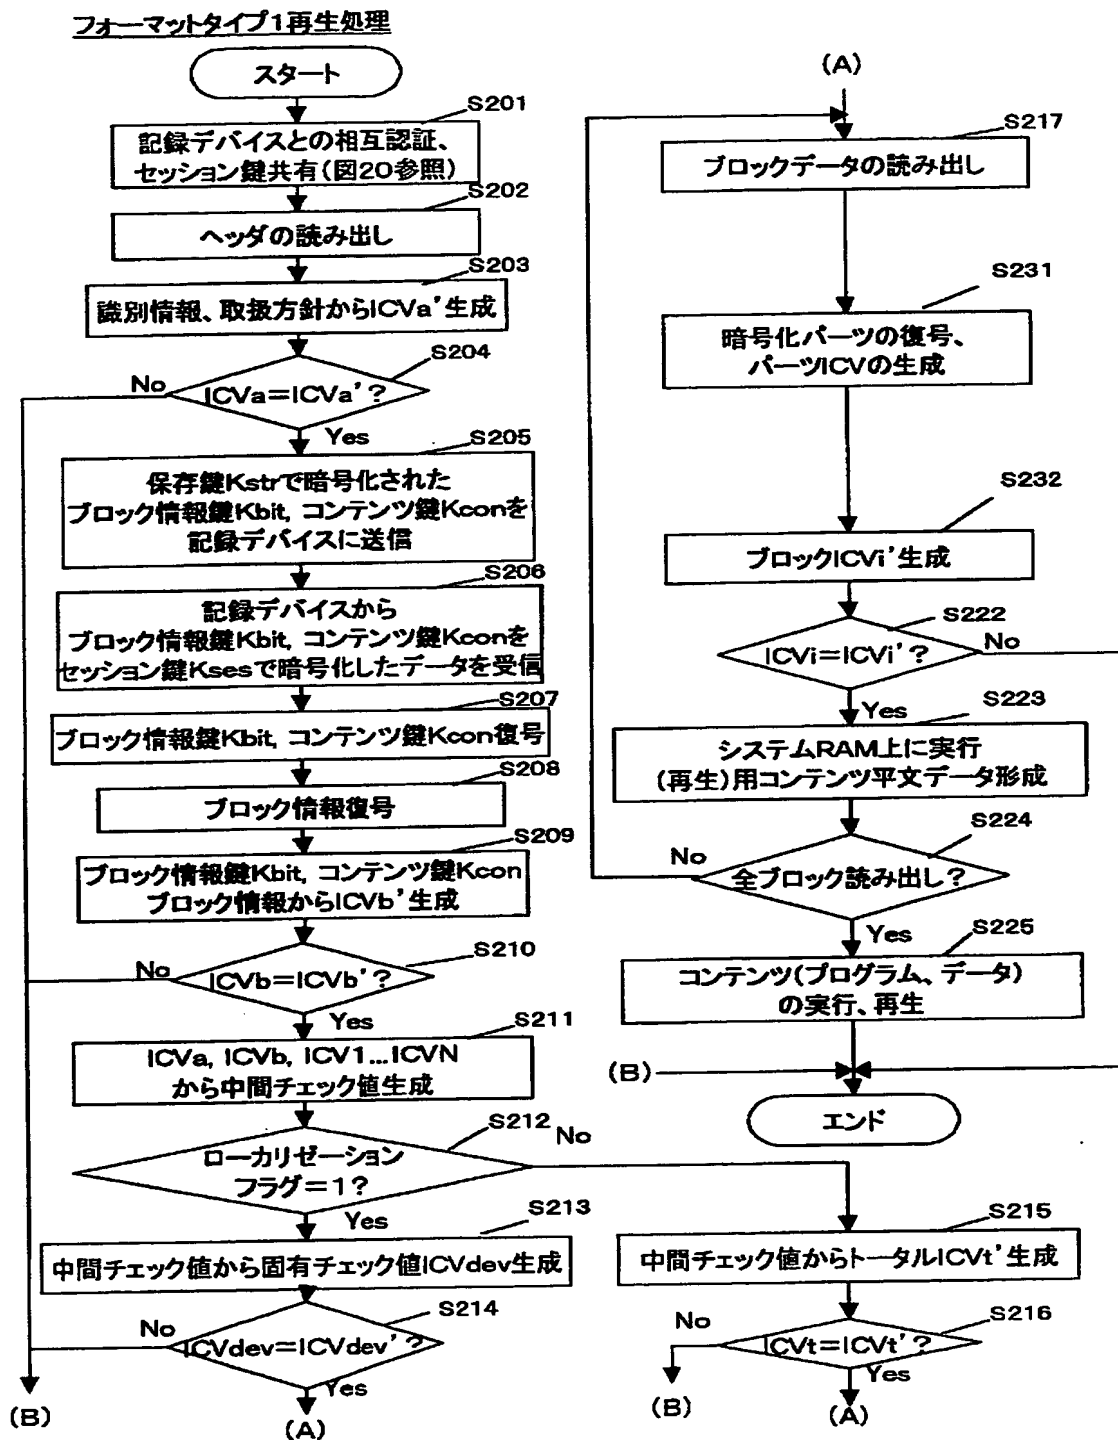 フォーマットタイプ1再生処理
スタート
S201
記録デバイスとの相互認証、
セッション鍵共有(図20参照)
S202
ヘッダの読み出し
S203
識別情報、取扱方針からICVa'生成
S204
No
ICVa=ICVa'?
Yes
S205
保存鍵Kstrで暗号化された
ブロック情報鍵Kbit, コンテンツ鍵Kconを
記録デバイスに送信
S206
記録デバイスから
ブロック情報鍵Kbit, コンテンツ鍵Kconを
セッション鍵Ksesで暗号化したデータを受信
S207
ブロック情報鍵Kbit, コンテンツ鍵Kcon復号
S208
ブロック情報復号
S209
ブロック情報鍵Kbit, コンテンツ鍵Kcon
ブロック情報からICVb'生成
S210
No
ICVb=ICVb'?
Yes
S211
ICVa, ICVb, ICV1...ICVN
から中間チェック値生成
S212
No
ローカリゼーション
フラグ=1?
Yes
S213
中間チェック値から固有チェック値ICVdev生成
S214
No
ICVdev=ICVdev'?
Yes
(B)
(A)
(A)
S217
ブロックデータの読み出し
S231
暗号化パーツの復号、
パーツICVの生成
S232
ブロックICVi'生成
S222
No
ICVi=ICVi'?
Yes
S223
システムRAM上に実行
(再生)用コンテンツ平文データ形成
S224
No
全ブロック読み出し?
Yes
S225
コンテンツ(プログラム、データ)
の実行、再生
(B)
エンド
S215
中間チェック値からトータルICVt'生成
S216
No
ICVt=ICVt'?
Yes
(B)
(A)